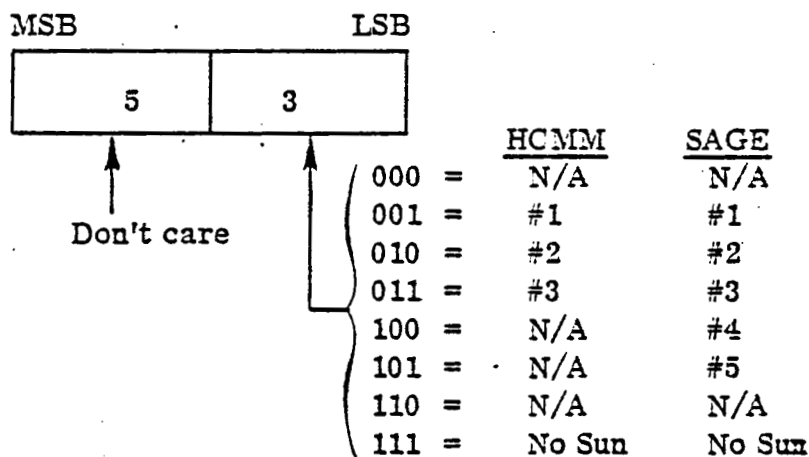 MSB LSB
5 3
HCMM SAGE
000 = N/A N/A
001 = #1 #1
Don't care
010 = #2 #2
011 = #3 #3
100 = N/A #4
101 = N/A #5
110 = N/A N/A
111 = No Sun No Sun